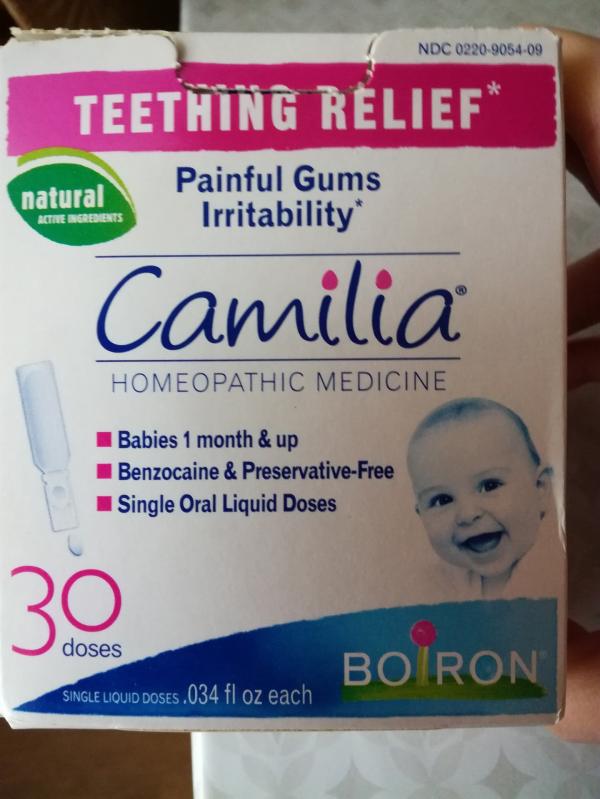 NDC 0220-9054-09
TEETHING RELIEF*
natural
ACTIVE INGREDIENTS
Painful Gums
Irritability*
Camilia®
HOMEOPATHIC MEDICINE
Babies 1 month & up
Benzocaine & Preservative-Free
Single Oral Liquid Doses
30
doses
SINGLE LIQUID DOSES .034 fl oz each
BOIRON®